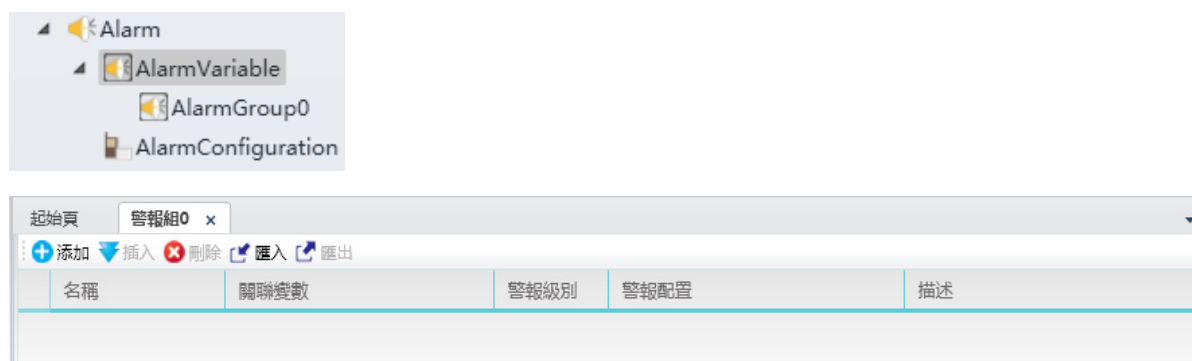 Alarm
AlarmVariable
AlarmGroup0
AlarmConfiguration
起始頁 警報組0 ×
添加 插入 刪除 匯入 匯出
名稱 關聯變數 警報級別 警報配置 描述